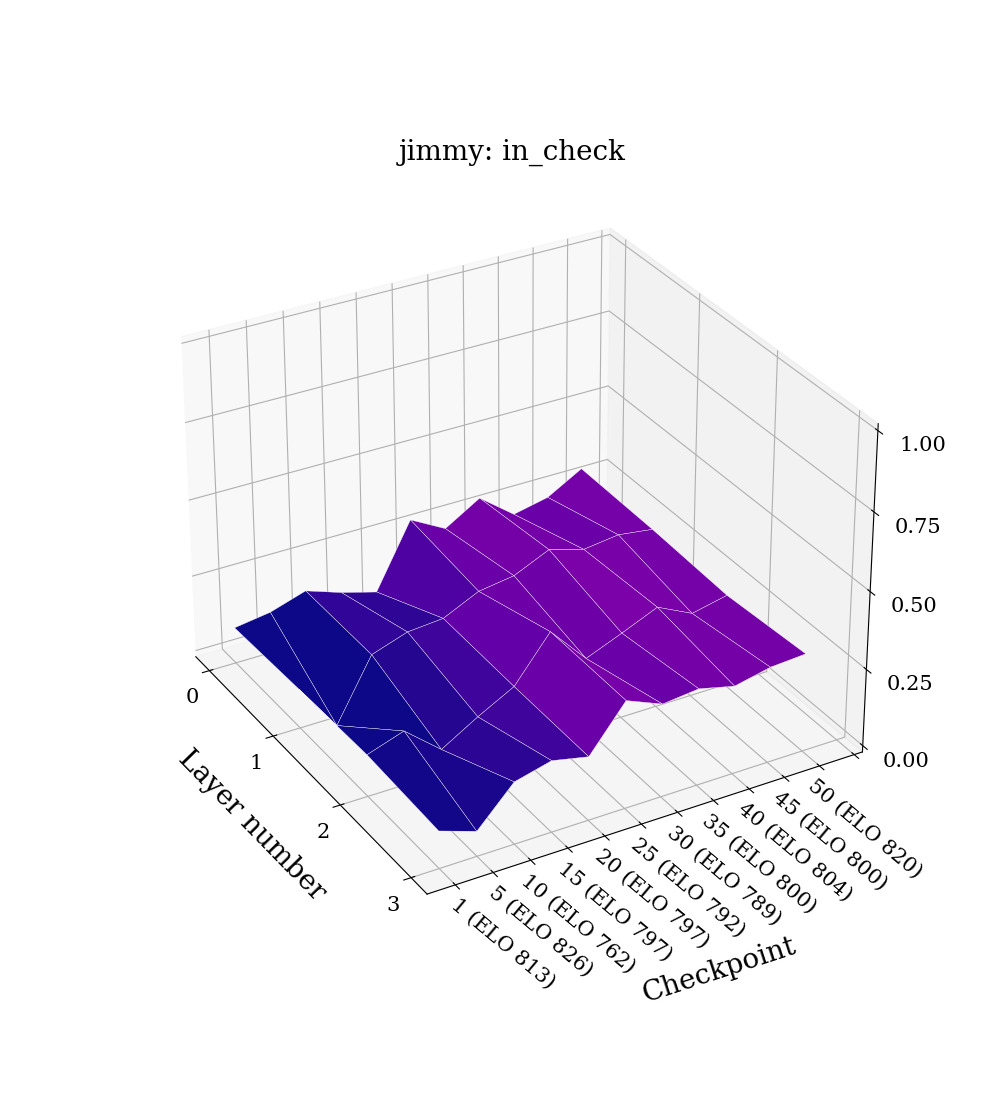 jimmy: in_check
1.00
0.75
0.50
0.25
0.00
0
1
2
3
Layer number
1 (ELO 813)
5 (ELO 826)
10 (ELO 762)
15 (ELO 797)
20 (ELO 797)
25 (ELO 792)
30 (ELO 789)
35 (ELO 800)
40 (ELO 804)
45 (ELO 800)
50 (ELO 820)
Checkpoint